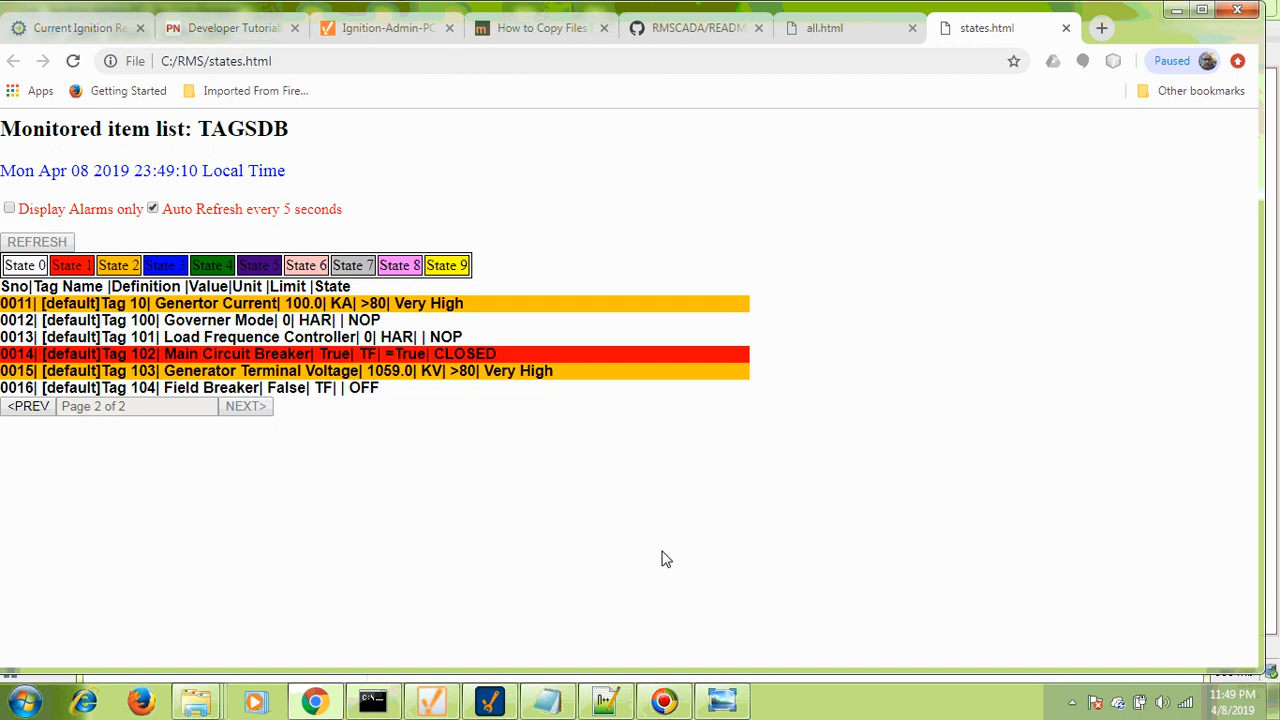 Current Ignition Re
Developer Tutorial
Ignition-Admin-PC
How to Copy Files
RMSCADA/READM
all.html
states.html
File C:/RMS/states.html
Paused
Apps Getting Started Imported From Fire... Other bookmarks
Monitored item list: TAGSDB
Mon Apr 08 2019 23:49:10 Local Time
Display Alarms only Auto Refresh every 5 seconds
REFRESH
State 0 State 1 State 2 State 3 State 4 State 5 State 6 State 7 State 8 State 9
Sno|Tag Name |Definition |Value|Unit |Limit |State
0011| [default]Tag 10| Genertor Current| 100.0| KA| >80| Very High
0012| [default]Tag 100| Governer Mode| 0| HAR| | NOP
0013| [default]Tag 101| Load Frequence Controller| 0| HAR| | NOP
0014| [default]Tag 102| Main Circuit Breaker| True| TF| =True| CLOSED
0015| [default]Tag 103| Generator Terminal Voltage| 1059.0| KV| >80| Very High
0016| [default]Tag 104| Field Breaker| False| TF| | OFF
<PREV Page 2 of 2 NEXT>
11:49 PM
4/8/2019